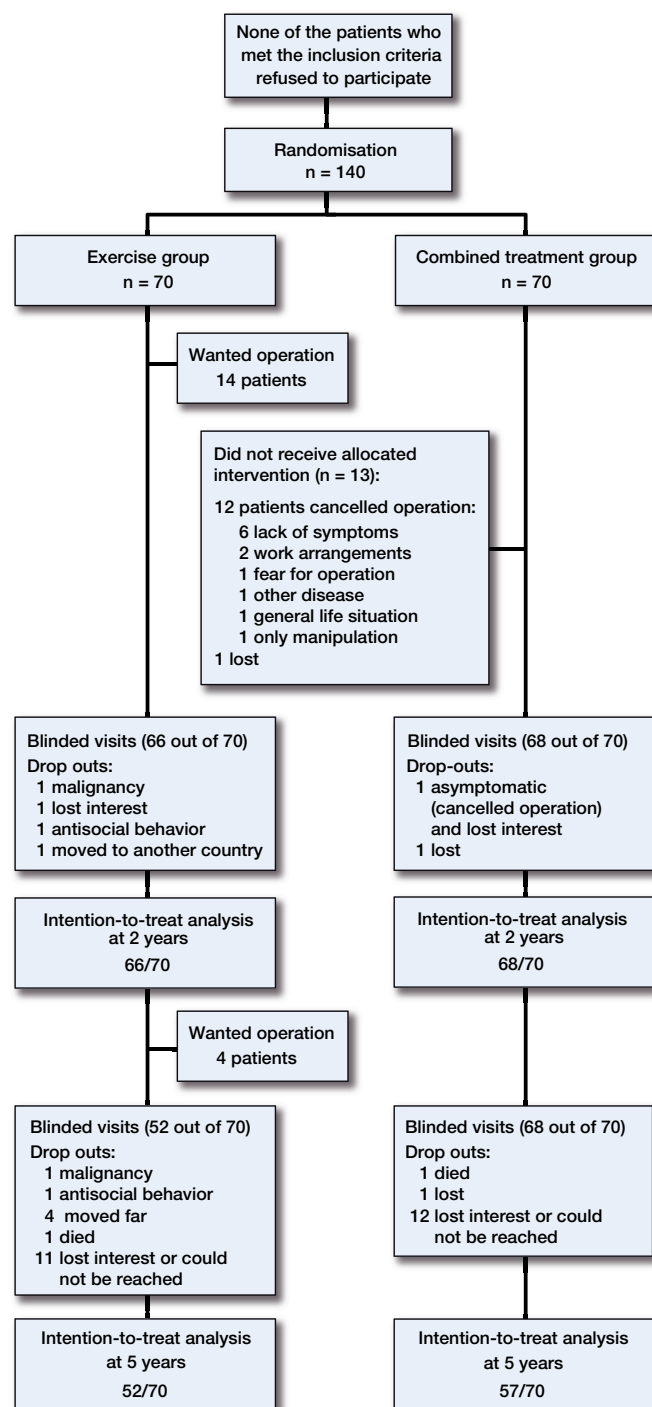 None of the patients who
met the inclusion criteria
refused to participate
Randomisation
n = 140
Exercise group
n = 70
Combined treatment group
n = 70
Wanted operation
14 patients
Did not receive allocated
intervention (n = 13):
12 patients cancelled operation:
6 lack of symptoms
2 work arrangements
1 fear for operation
1 other disease
1 general life situation
1 only manipulation
1 lost
Blinded visits (66 out of 70)
Drop outs:
1 malignancy
1 lost interest
1 antisocial behavior
1 moved to another country
Blinded visits (68 out of 70)
Drop-outs:
1 asymptomatic
(cancelled operation)
and lost interest
1 lost
Intention-to-treat analysis
at 2 years
66/70
Intention-to-treat analysis
at 2 years
68/70
Wanted operation
4 patients
Blinded visits (52 out of 70)
Drop outs:
1 malignancy
1 antisocial behavior
4 moved far
1 died
11 lost interest or could
not be reached
Blinded visits (68 out of 70)
Drop outs:
1 died
1 lost
12 lost interest or could
not be reached
Intention-to-treat analysis
at 5 years
52/70
Intention-to-treat analysis
at 5 years
57/70